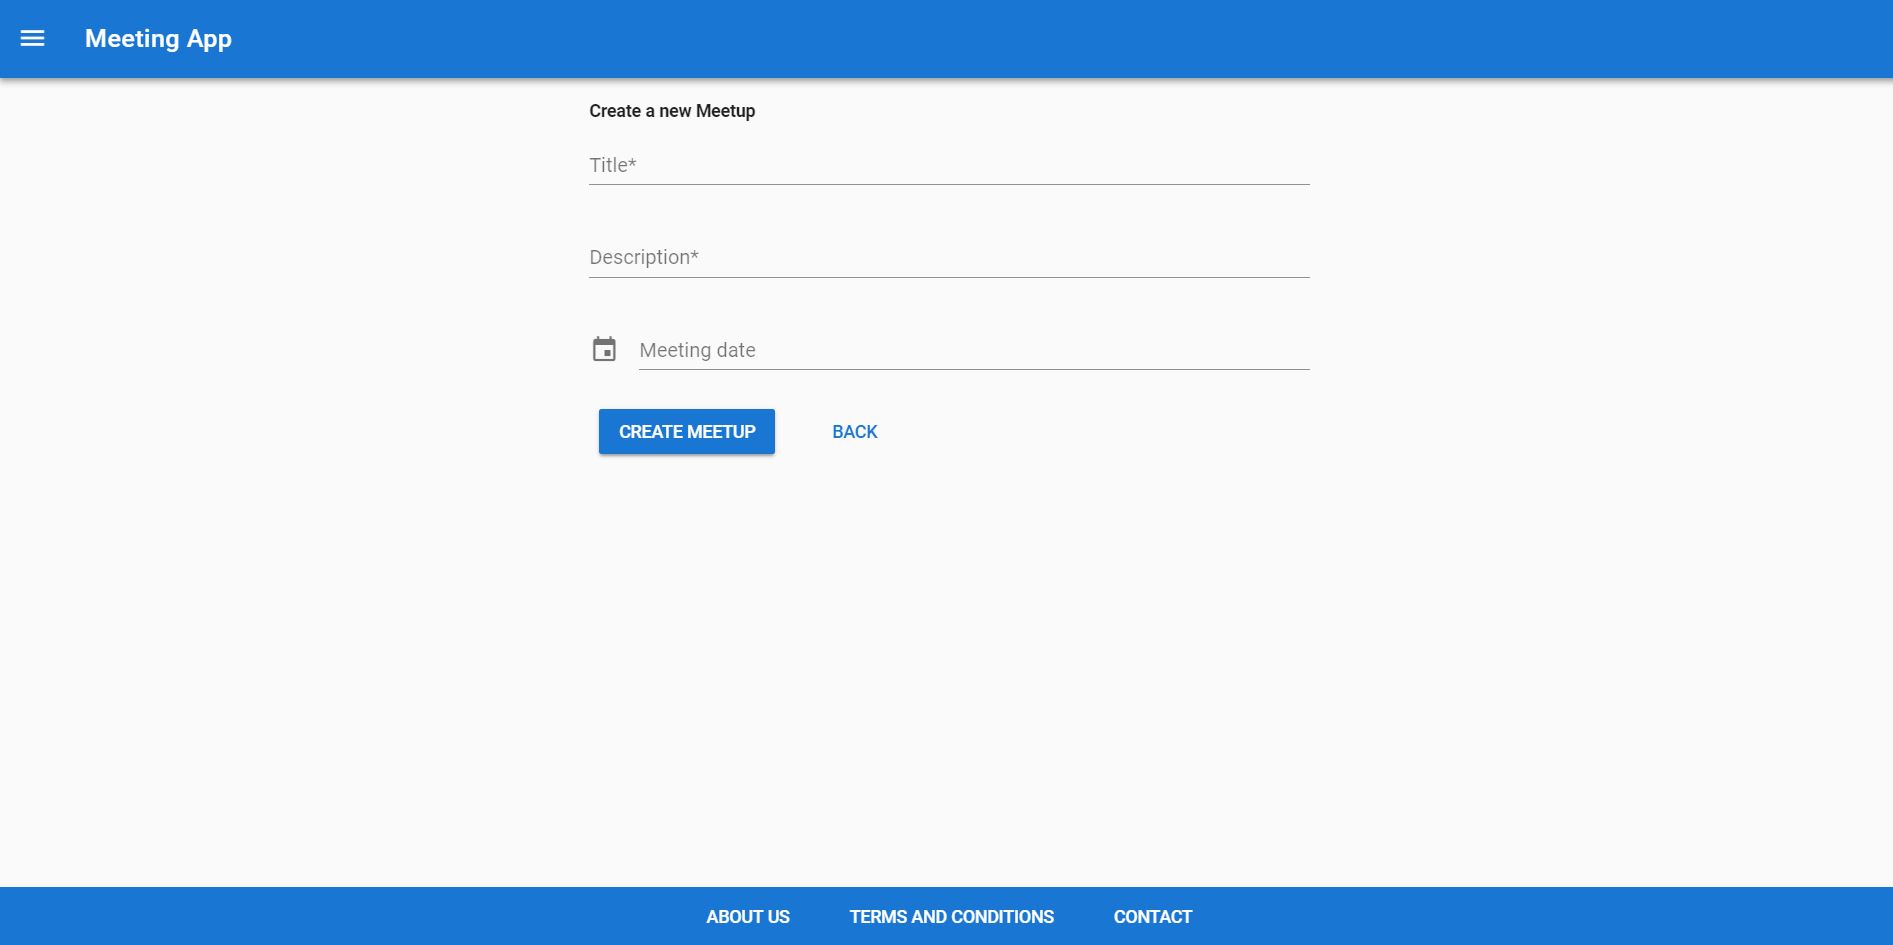 Meeting App
Create a new Meetup
Title*
Description*
Meeting date
CREATE MEETUP BACK
ABOUT US TERMS AND CONDITIONS CONTACT